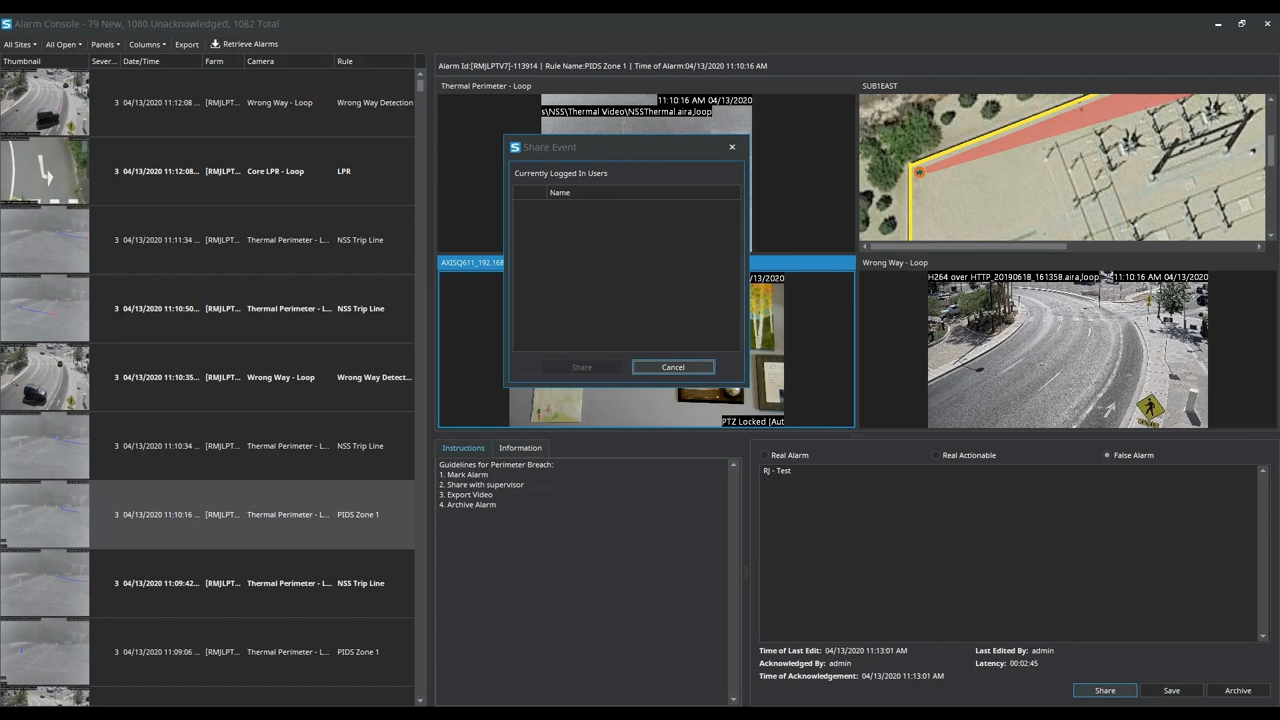 S Alarm Console - 79 New, 1080 Unacknowledged, 1082 Total
All Sites All Open Panels Columns Export Retrieve Alarms
Thumbnail Sever... Date/Time Farm Camera Rule
3 04/13/2020 11:12:08 ... [RMJLPT... Wrong Way - Loop Wrong Way Detection
3 04/13/2020 11:12:08... [RMJLPT... Core LPR - Loop LPR
3 04/13/2020 11:11:34 ... [RMJLPT... Thermal Perimeter - L... NSS Trip Line
3 04/13/2020 11:10:50... [RMJLPT... Thermal Perimeter - L... NSS Trip Line
3 04/13/2020 11:10:35... [RMJLPT... Wrong Way - Loop Wrong Way Detect...
3 04/13/2020 11:10:34 ... [RMJLPT... Thermal Perimeter - L... NSS Trip Line
3 04/13/2020 11:10:16 ... [RMJLPT... Thermal Perimeter - L... PIDS Zone 1
3 04/13/2020 11:09:42... [RMJLPT... Thermal Perimeter - L... NSS Trip Line
3 04/13/2020 11:09:06 ... [RMJLPT... Thermal Perimeter - L... PIDS Zone 1
Alarm Id:[RMJLPTV7]-113914 | Rule Name:PIDS Zone 1 | Time of Alarm:04/13/2020 11:10:16 AM
Thermal Perimeter - Loop
11:10:16 AM 04/13/2020
s\NSS\Thermal Video\NSSThermal.aira,loop
SUB1EAST
S Share Event
Currently Logged In Users
Name
Share Cancel
AXISQ611_192.168
/13/2020
PTZ Locked [Aut
Wrong Way - Loop
H264 over HTTP_20190618_161358.aira,loop 11:10:16 AM 04/13/2020
Instructions Information
Guidelines for Perimeter Breach:
1. Mark Alarm
2. Share with supervisor
3. Export Video
4. Archive Alarm
Real Alarm Real Actionable False Alarm
RJ - Test
Time of Last Edit: 04/13/2020 11:13:01 AM Last Edited By: admin
Acknowledged By: admin Latency: 00:02:45
Time of Acknowledgement: 04/13/2020 11:13:01 AM
Share Save Archive